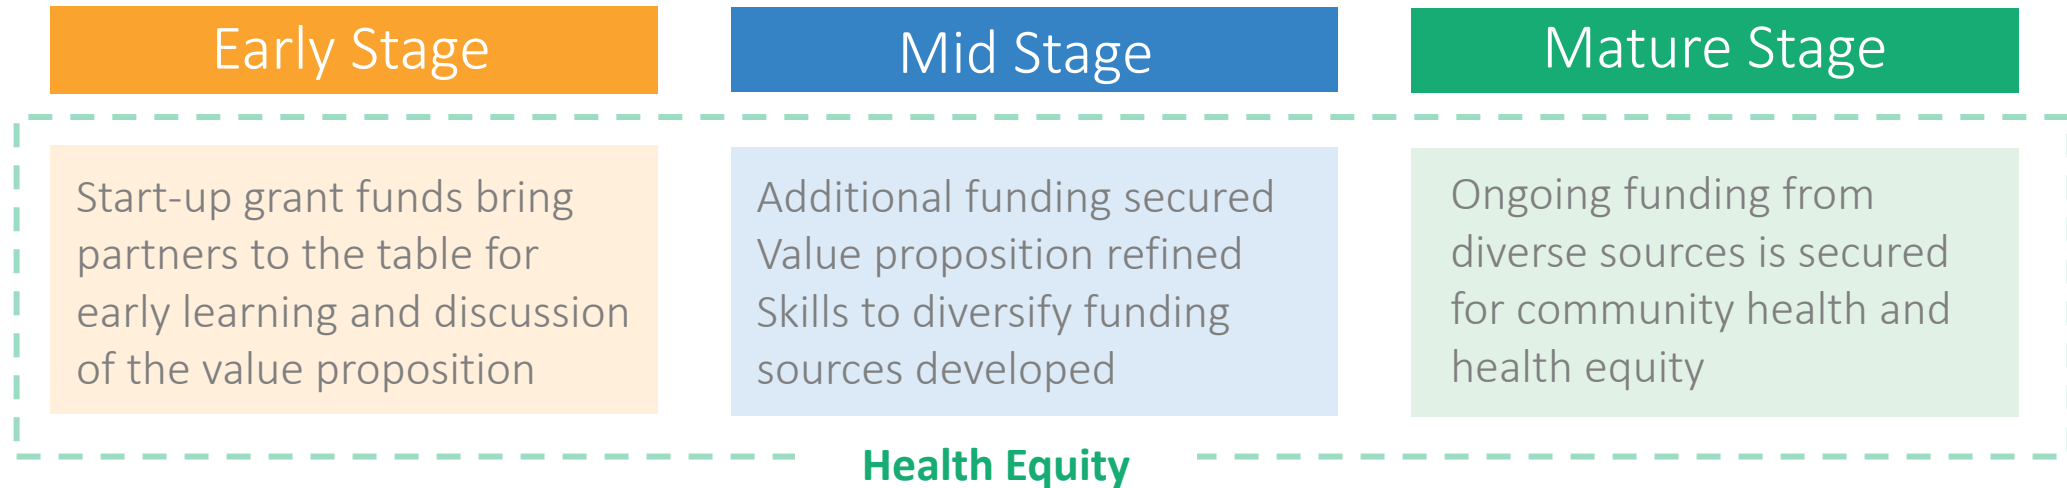 Early Stage
Mid Stage
Mature Stage
Start-up grant funds bring
partners to the table for
early learning and discussion
of the value proposition
Additional funding secured
Value proposition refined
Skills to diversify funding
sources developed
Ongoing funding from
diverse sources is secured
for community health and
health equity
Health Equity